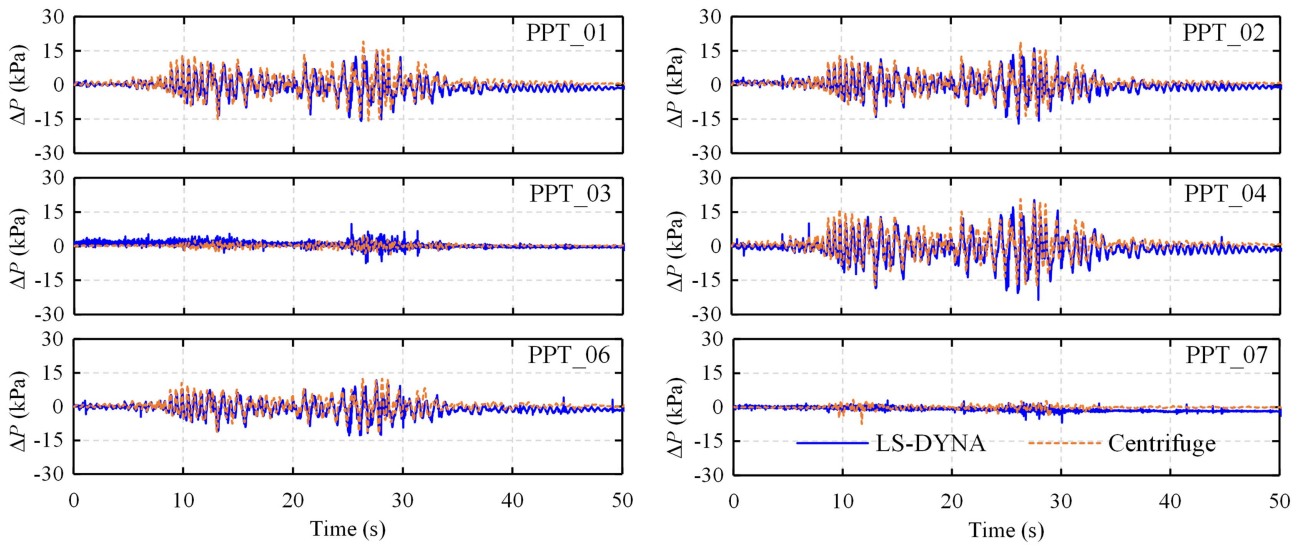 30
15
0
-15
-30
ΔP (kPa)
PPT_01
30
15
0
-15
-30
ΔP (kPa)
PPT_02
30
15
0
-15
-30
ΔP (kPa)
PPT_03
30
15
0
-15
-30
ΔP (kPa)
PPT_04
30
15
0
-15
-30
ΔP (kPa)
PPT_06
0 10 20 30 40 50
Time (s)
30
15
0
-15
-30
ΔP (kPa)
PPT_07
LS-DYNA Centrifuge
0 10 20 30 40 50
Time (s)